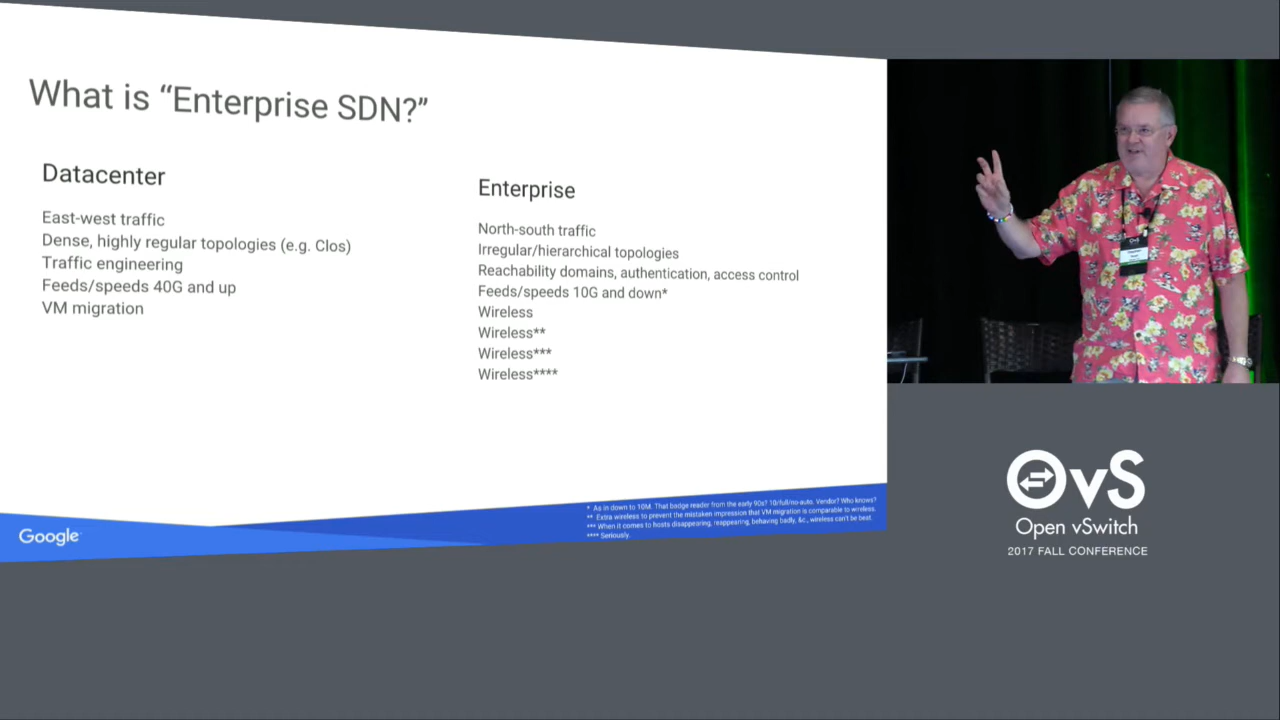 What is “Enterprise SDN?”
Datacenter
East-west traffic
Dense, highly regular topologies (e.g. Clos)
Traffic engineering
Feeds/speeds 40G and up
VM migration
Enterprise
North-south traffic
Irregular/hierarchical topologies
Reachability domains, authentication, access control
Feeds/speeds 10G and down*
Wireless
Wireless**
Wireless***
Wireless****
* As in down to 10M. That badge reader from the early 90s? 10/full/no-auto. Vendor? Who knows?
** Extra wireless to prevent the mistaken impression that VM migration is comparable to wireless.
*** When it comes to hosts disappearing, reappearing, behaving badly, &c., wireless can't be beat.
**** Seriously.
Google
OvS
Open vSwitch
2017 FALL CONFERENCE